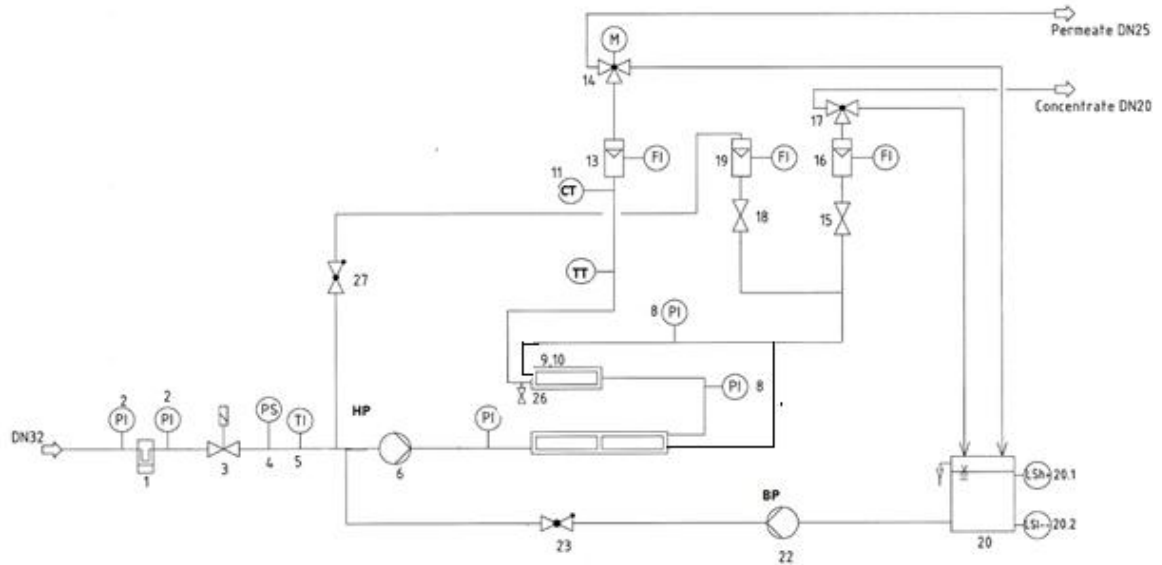 Permeate DN25
M
14
Concentrate DN20
17
13
FI
19
FI
16
FI
11
CT
18
15
TT
27
8
PI
9,10
PI
8
26
2
2
HP
PI
PI
PS
TI
PI
DN32
1
3
4
5
6
LSh-20.1
BP
LSl--20.2
23
22
20